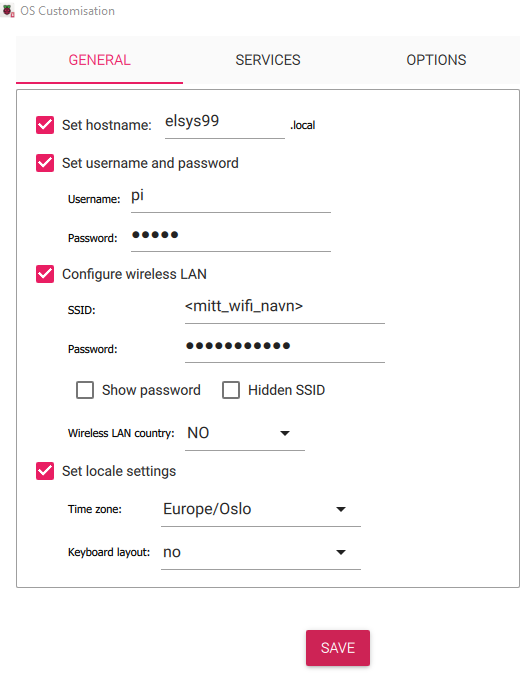 OS Customisation
GENERAL SERVICES OPTIONS
Set hostname: elsys99 .local
Set username and password
Username: pi
Password: ●●●●●
Configure wireless LAN
SSID: <mitt_wifi_navn>
Password: ●●●●●●●●●●●
Show password Hidden SSID
Wireless LAN country: NO
Set locale settings
Time zone: Europe/Oslo
Keyboard layout: no
SAVE